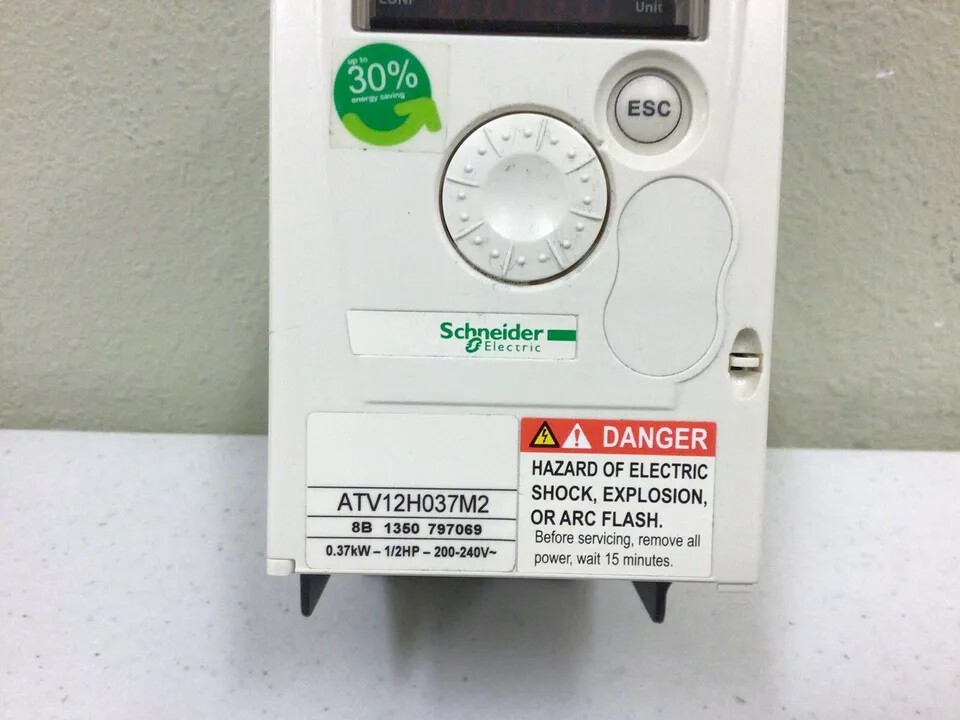 CONF
Unit
up to
30%
energy saving
ESC
Schneider
Electric
ATV12H037M2
8B 1350 797069
0.37kW – 1/2HP – 200-240V~
DANGER
HAZARD OF ELECTRIC
SHOCK, EXPLOSION,
OR ARC FLASH.
Before servicing, remove all
power, wait 15 minutes.